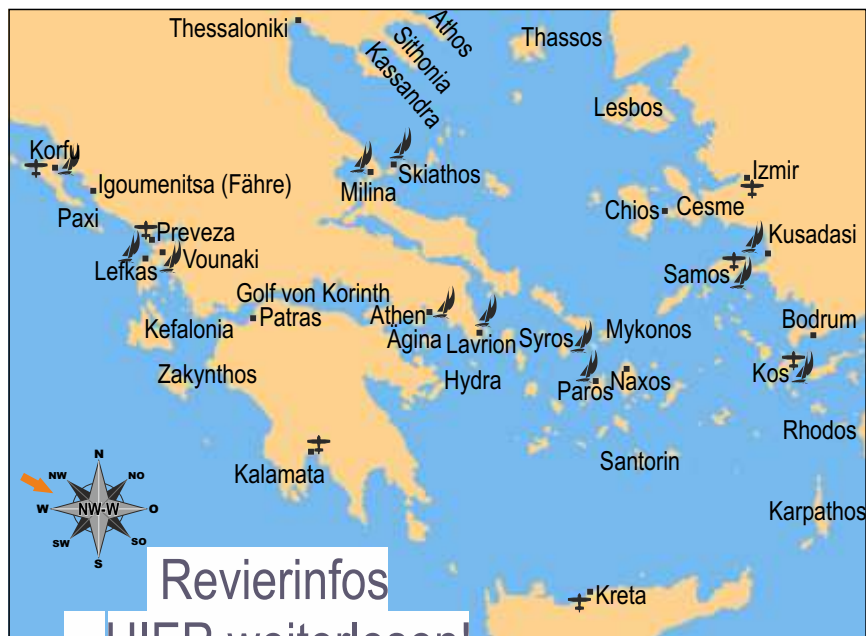 Thessaloniki
Athos
Sithonia
Kassandra
Thassos
Lesbos
Korfu
Igoumenitsa (Fähre)
Paxi
Milina
Skiathos
Izmir
Chios
Cesme
Preveza
Lefkas
Vounaki
Kusadasi
Samos
Golf von Korinth
Kefalonia
Patras
Athen
Ägina
Lavrion
Syros
Mykonos
Bodrum
Zakynthos
Hydra
Paros
Naxos
Kos
Rhodos
Kalamata
Santorin
Karpathos
N
NW
NO
W
NW-W
O
SW
SO
S
Revierinfos
HIER weiterlesen!
Kreta